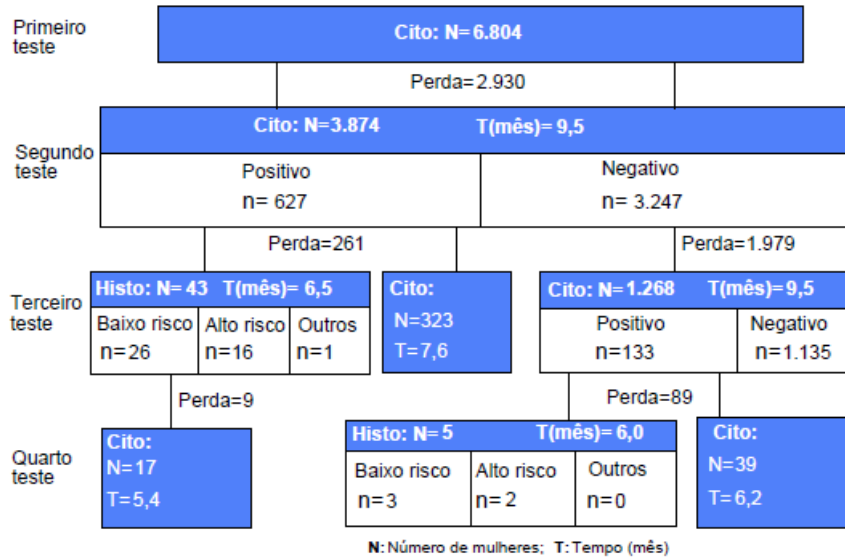 Primeiro teste
Cito: N= 6.804
Perda=2.930
Segundo teste
Cito: N=3.874 T(mês)= 9,5
Positivo
n= 627
Negativo
n= 3.247
Perda=261
Perda=1.979
Terceiro teste
Histo: N= 43 T(mês)= 6,5
Baixo risco
n=26
Alto risco
n=16
Outros
n=1
Cito:
N=323
T=7,6
Cito: N=1.268 T(mês)=9,5
Positivo
n=133
Negativo
n=1.135
Perda=9
Perda=89
Quarto teste
Cito:
N=17
T=5,4
Histo: N= 5 T(mês)= 6,0
Baixo risco
n=3
Alto risco
n=2
Outros
n=0
Cito:
N=39
T=6,2
N: Número de mulheres; T: Tempo (mês)